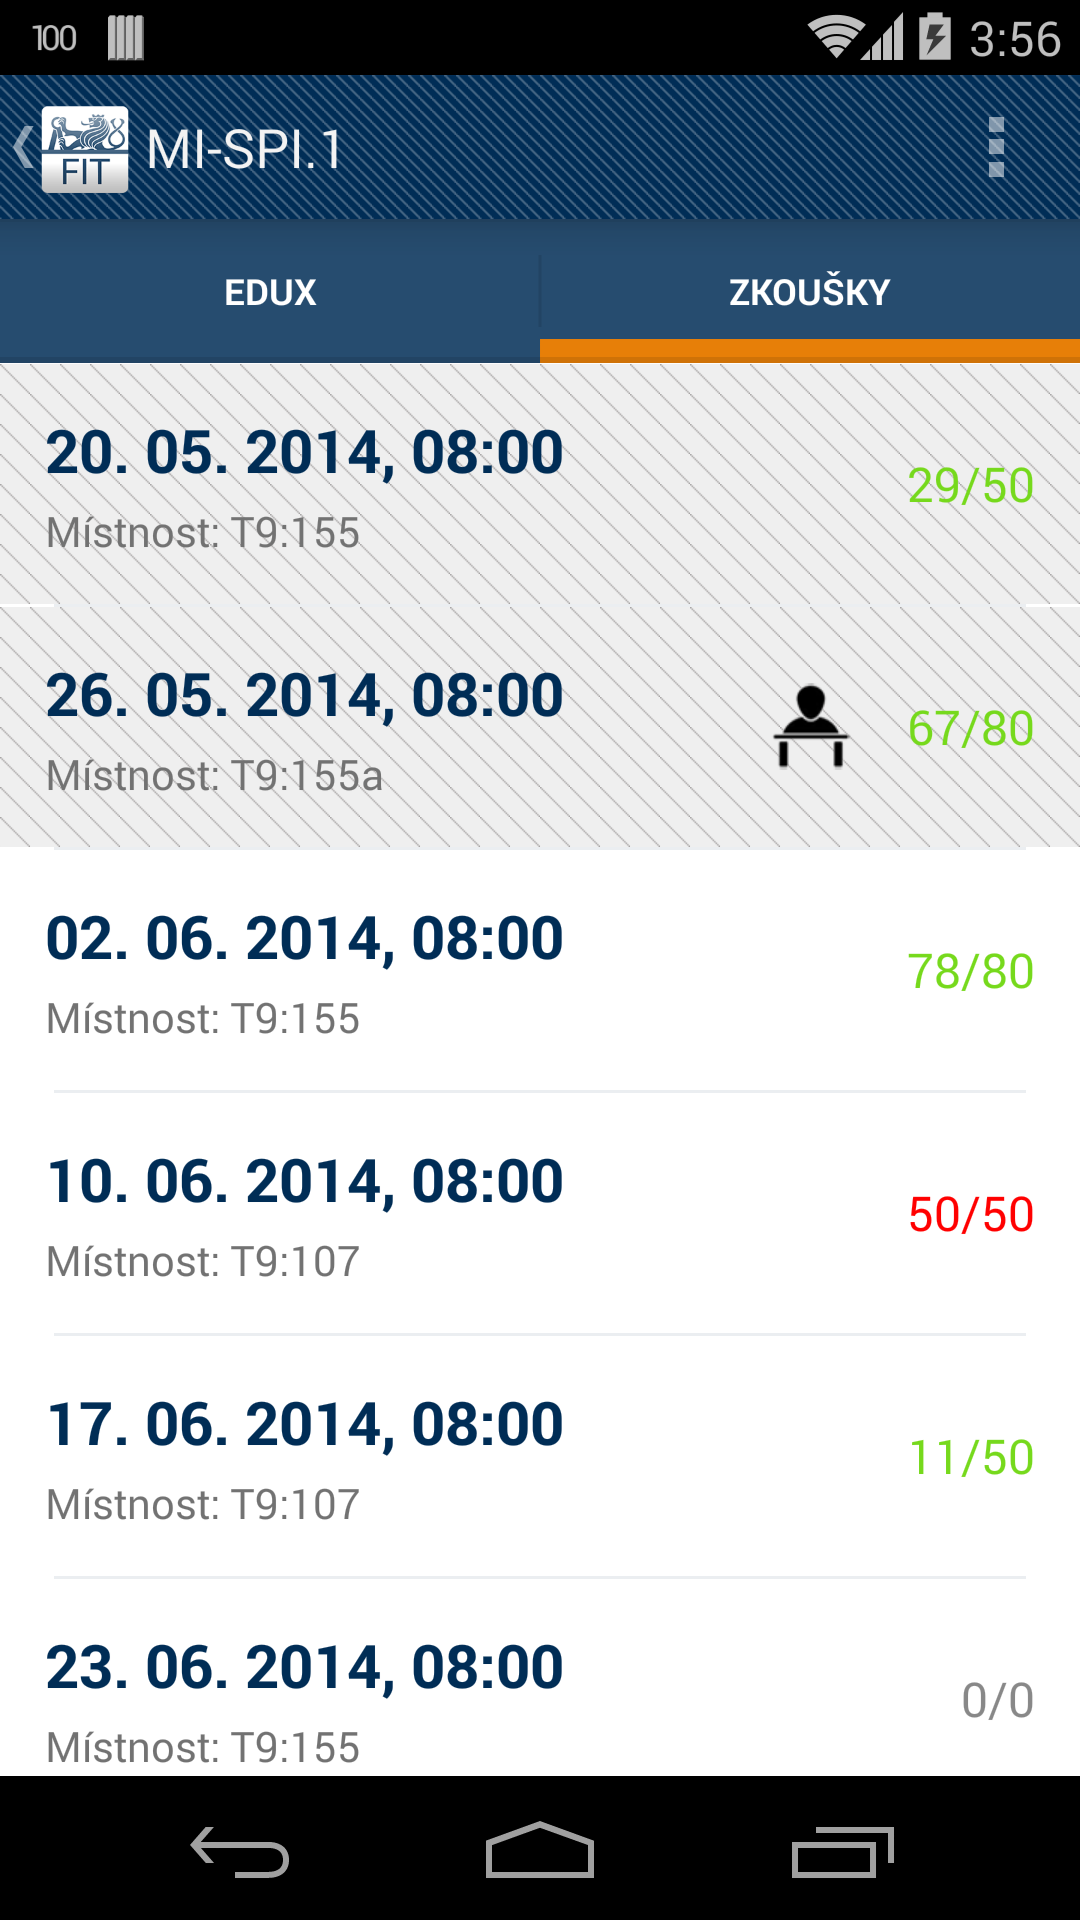 100
3:56
FIT
MI-SPI.1
EDUX
ZKOUŠKY
20. 05. 2014, 08:00
29/50
Místnost: T9:155
26. 05. 2014, 08:00
67/80
Místnost: T9:155a
02. 06. 2014, 08:00
78/80
Místnost: T9:155
10. 06. 2014, 08:00
50/50
Místnost: T9:107
17. 06. 2014, 08:00
11/50
Místnost: T9:107
23. 06. 2014, 08:00
0/0
Místnost: T9:155